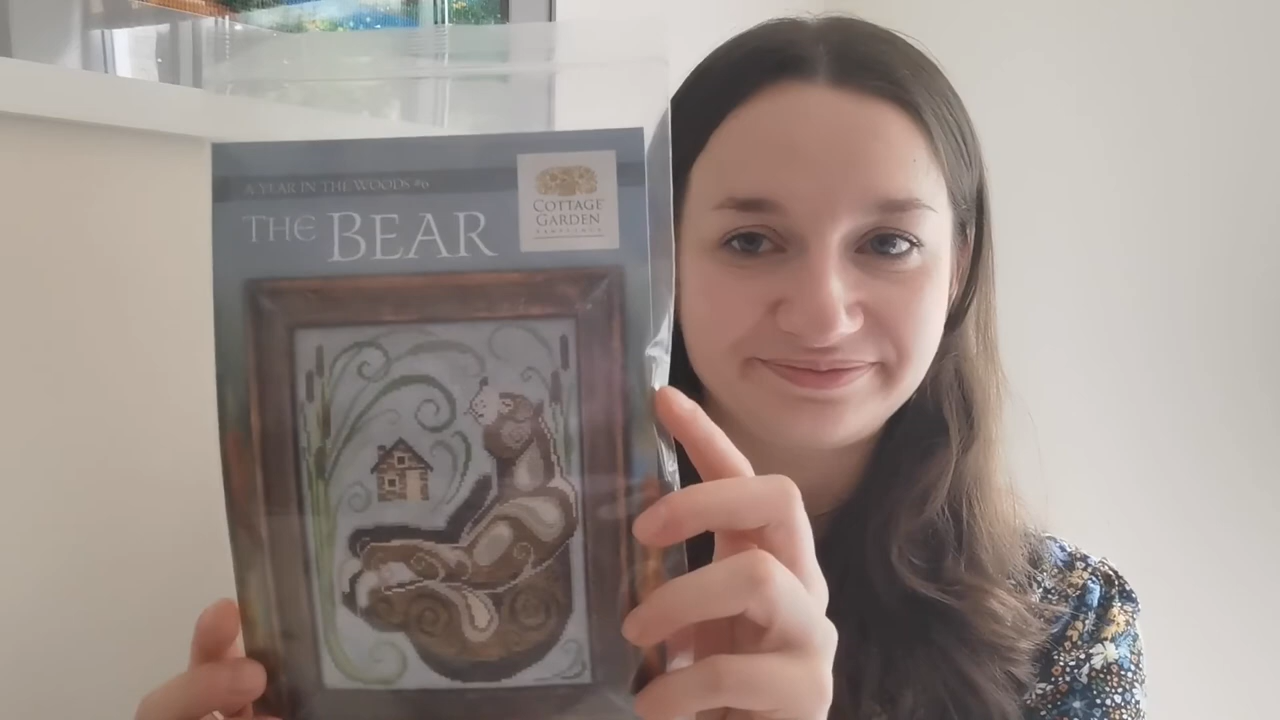 A YEAR IN THE WOODS #6
THE BEAR
COTTAGE
GARDEN